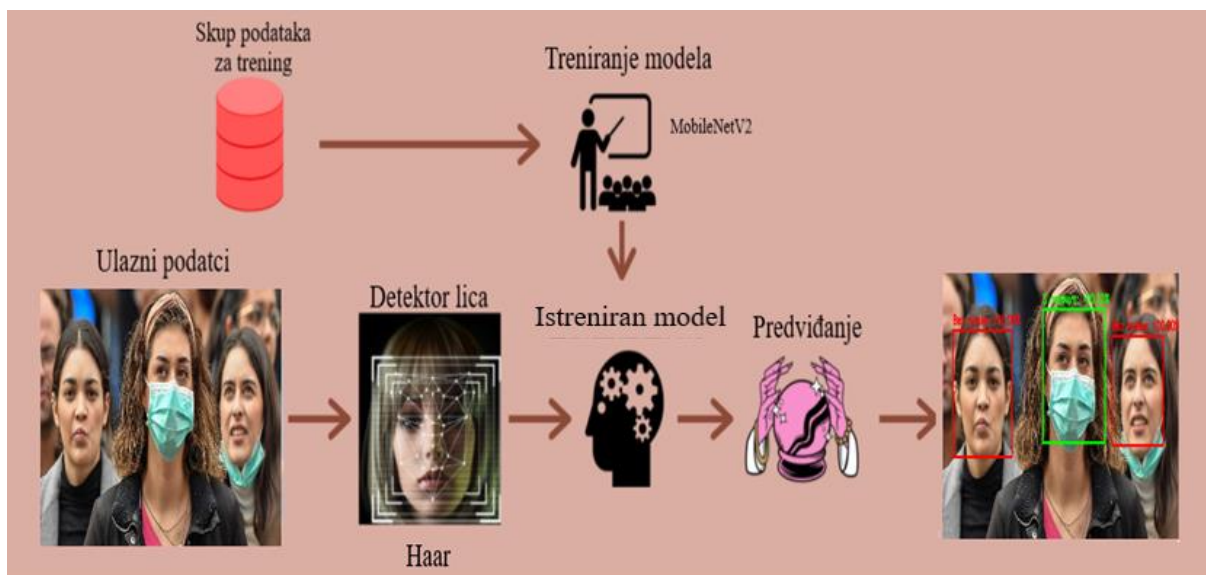 Skup podataka
za trening
Treniranje modela
MobileNetV2
Ulazni podatci
Detektor lica
Istreniran model
Predviđanje
Haar